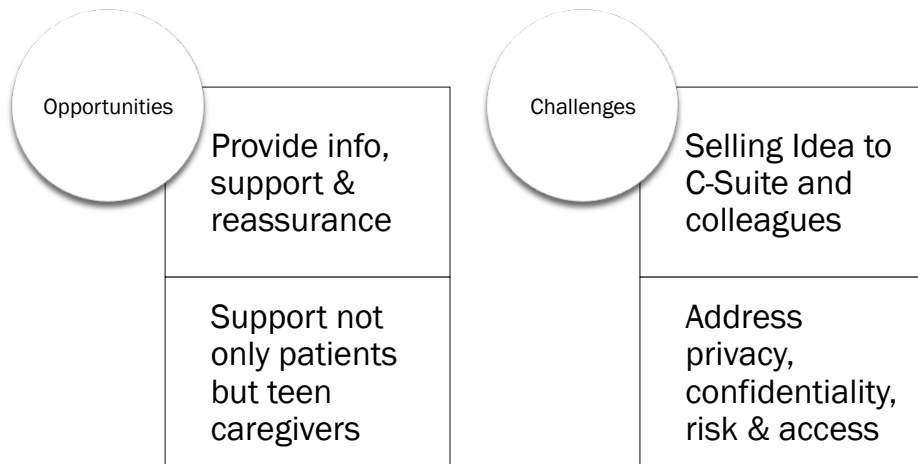 Opportunities
Provide info,
support &
reassurance
Support not
only patients
but teen
caregivers
Challenges
Selling Idea to
C-Suite and
colleagues
Address
privacy,
confidentiality,
risk & access